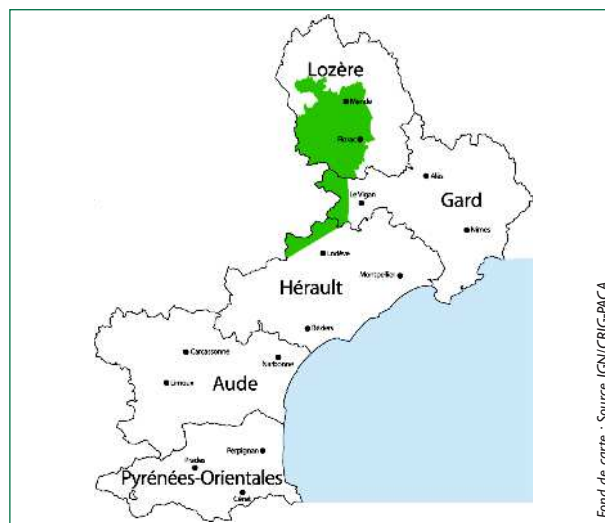 Lozère
Mende
Florac
Alès
Le Vigan
Gard
Nîmes
Lodève
Montpellier
Hérault
Béziers
Carcassonne
Narbonne
Limoux
Aude
Perpignan
Prades
Pyrénées-Orientales
Céret
Fond de carte : Source IGN/CRIG-PACA